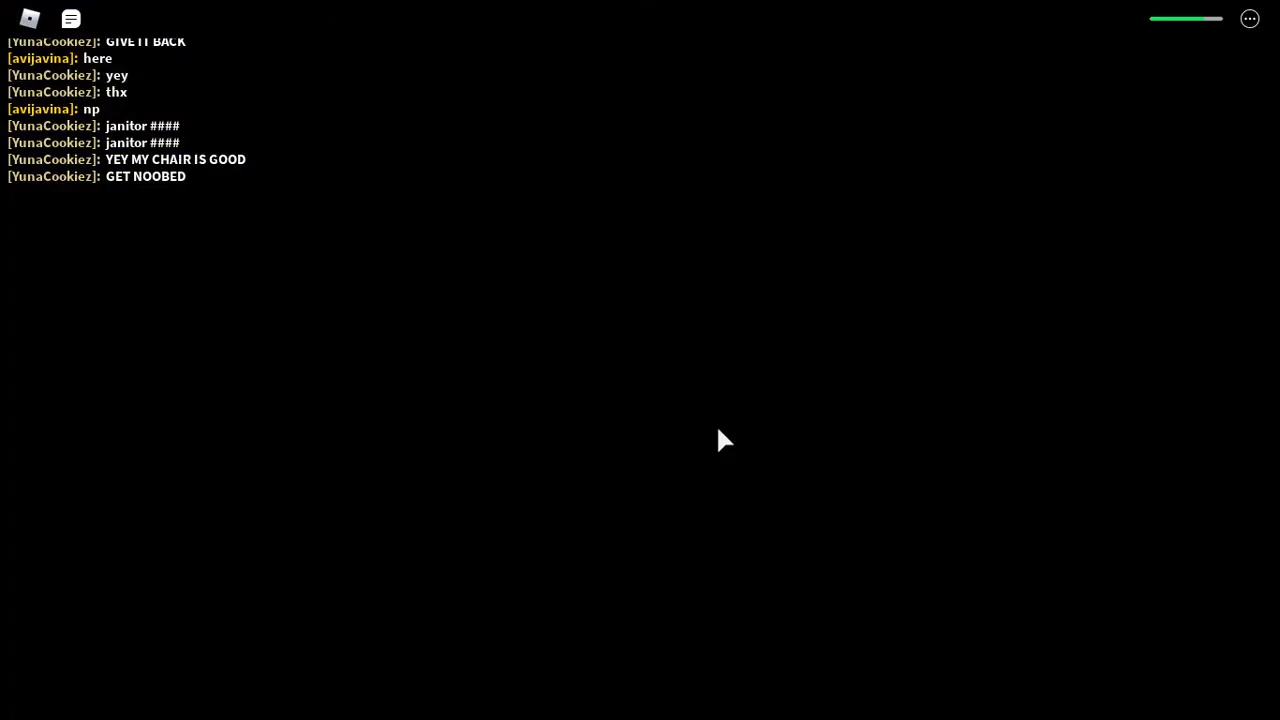 [YunaCookiez]: GIVE IT BACK
[avijavina]: here
[YunaCookiez]: yey
[YunaCookiez]: thx
[avijavina]: np
[YunaCookiez]: janitor ####
[YunaCookiez]: janitor ####
[YunaCookiez]: YEY MY CHAIR IS GOOD
[YunaCookiez]: GET NOOBED